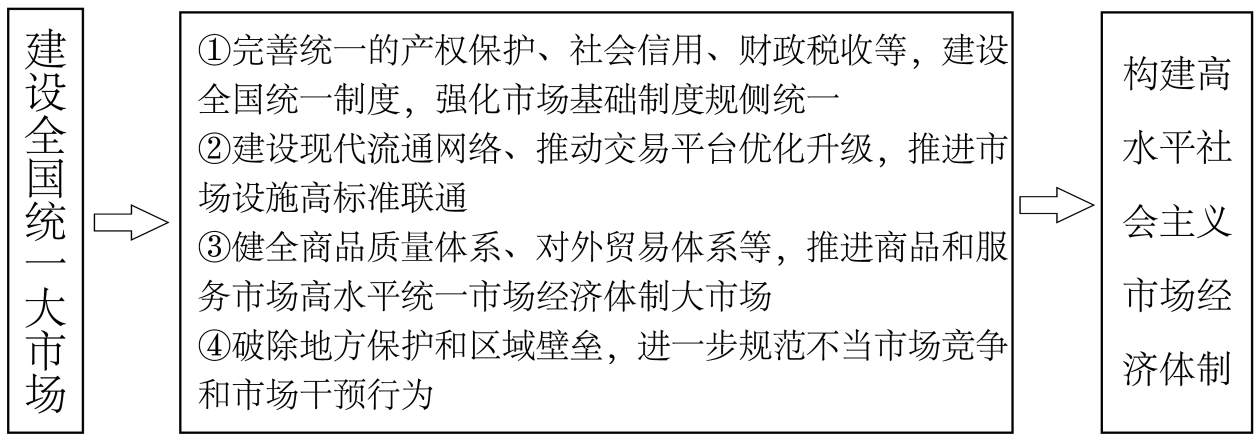 建设全国统一大市场
①完善统一的产权保护、社会信用、财政税收等，建设
全国统一制度，强化市场基础制度规侧统一
②建设现代流通网络、推动交易平台优化升级，推进市
场设施高标准联通
③健全商品质量体系、对外贸易体系等，推进商品和服
务市场高水平统一市场经济体制大市场
④破除地方保护和区域壁垒，进一步规范不当市场竞争
和市场干预行为
构建高
水平社
会主义
市场经
济体制